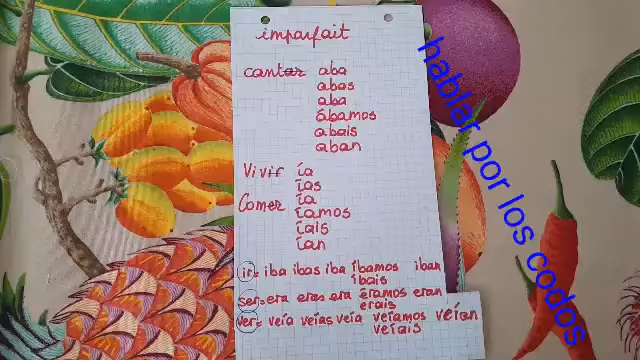 imparfait
cantar aba
abas
aba
ábamos
abais
aban
Vivir ía
ías
Comer ía
íamos
íais
ían
ir= iba ibas iba íbamos iban
ibais
ser= era eras era éramos eran
erais
ver= veía veías veía veíamos veían
veíais
hablar por los codos